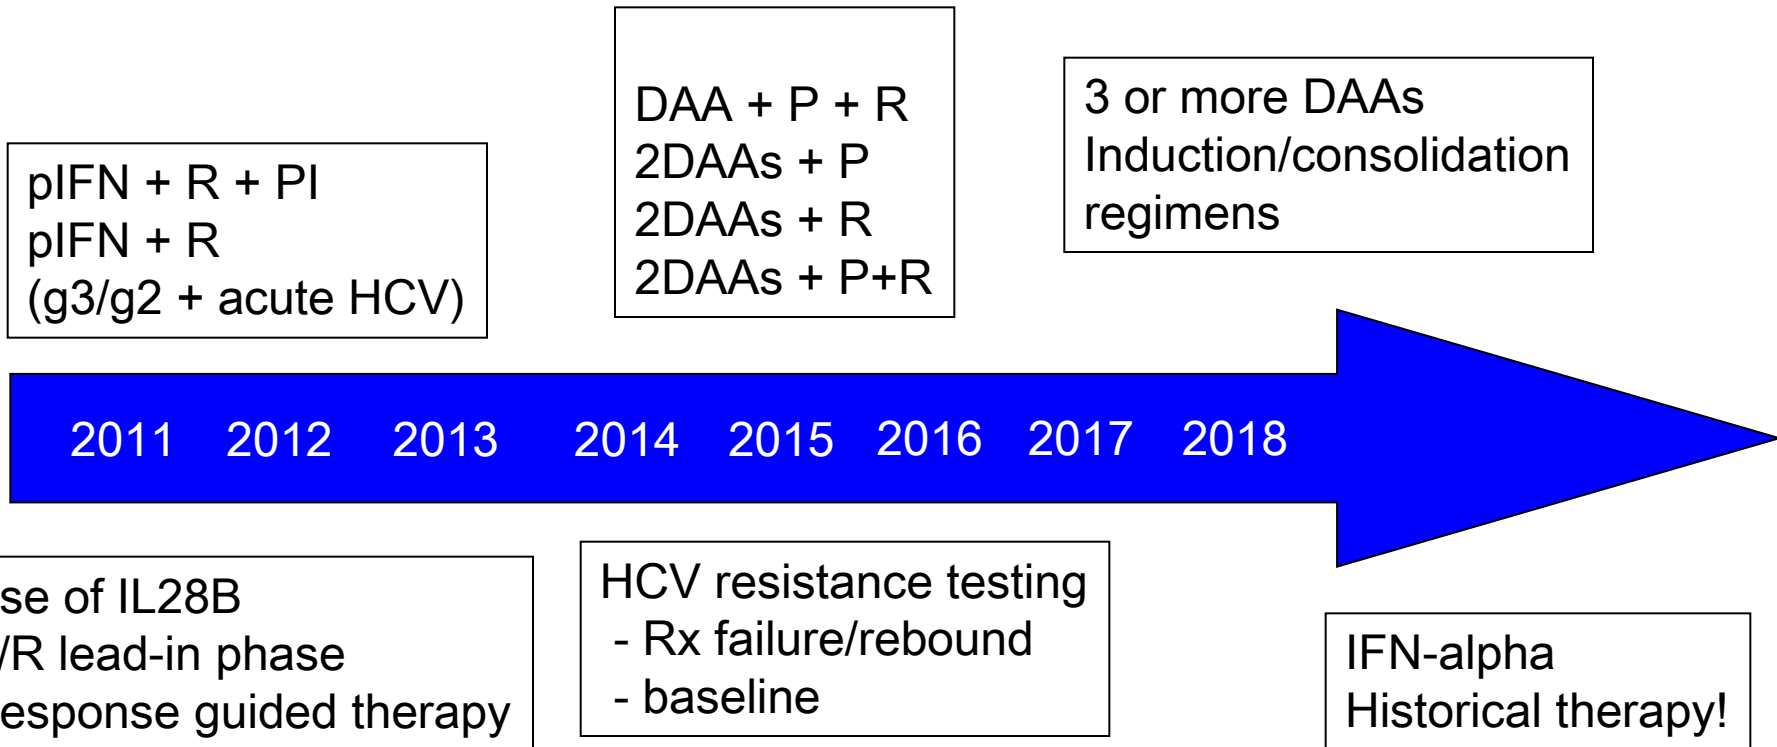 pIFN + R + PI
pIFN + R
(g3/g2 + acute HCV)
DAA + P + R
2DAAs + P
2DAAs + R
2DAAs + P+R
3 or more DAAs
Induction/consolidation
regimens
2011 2012 2013 2014 2015 2016 2017 2018
se of IL28B
/R lead-in phase
esponse guided therapy
HCV resistance testing
- Rx failure/rebound
- baseline
IFN-alpha
Historical therapy!